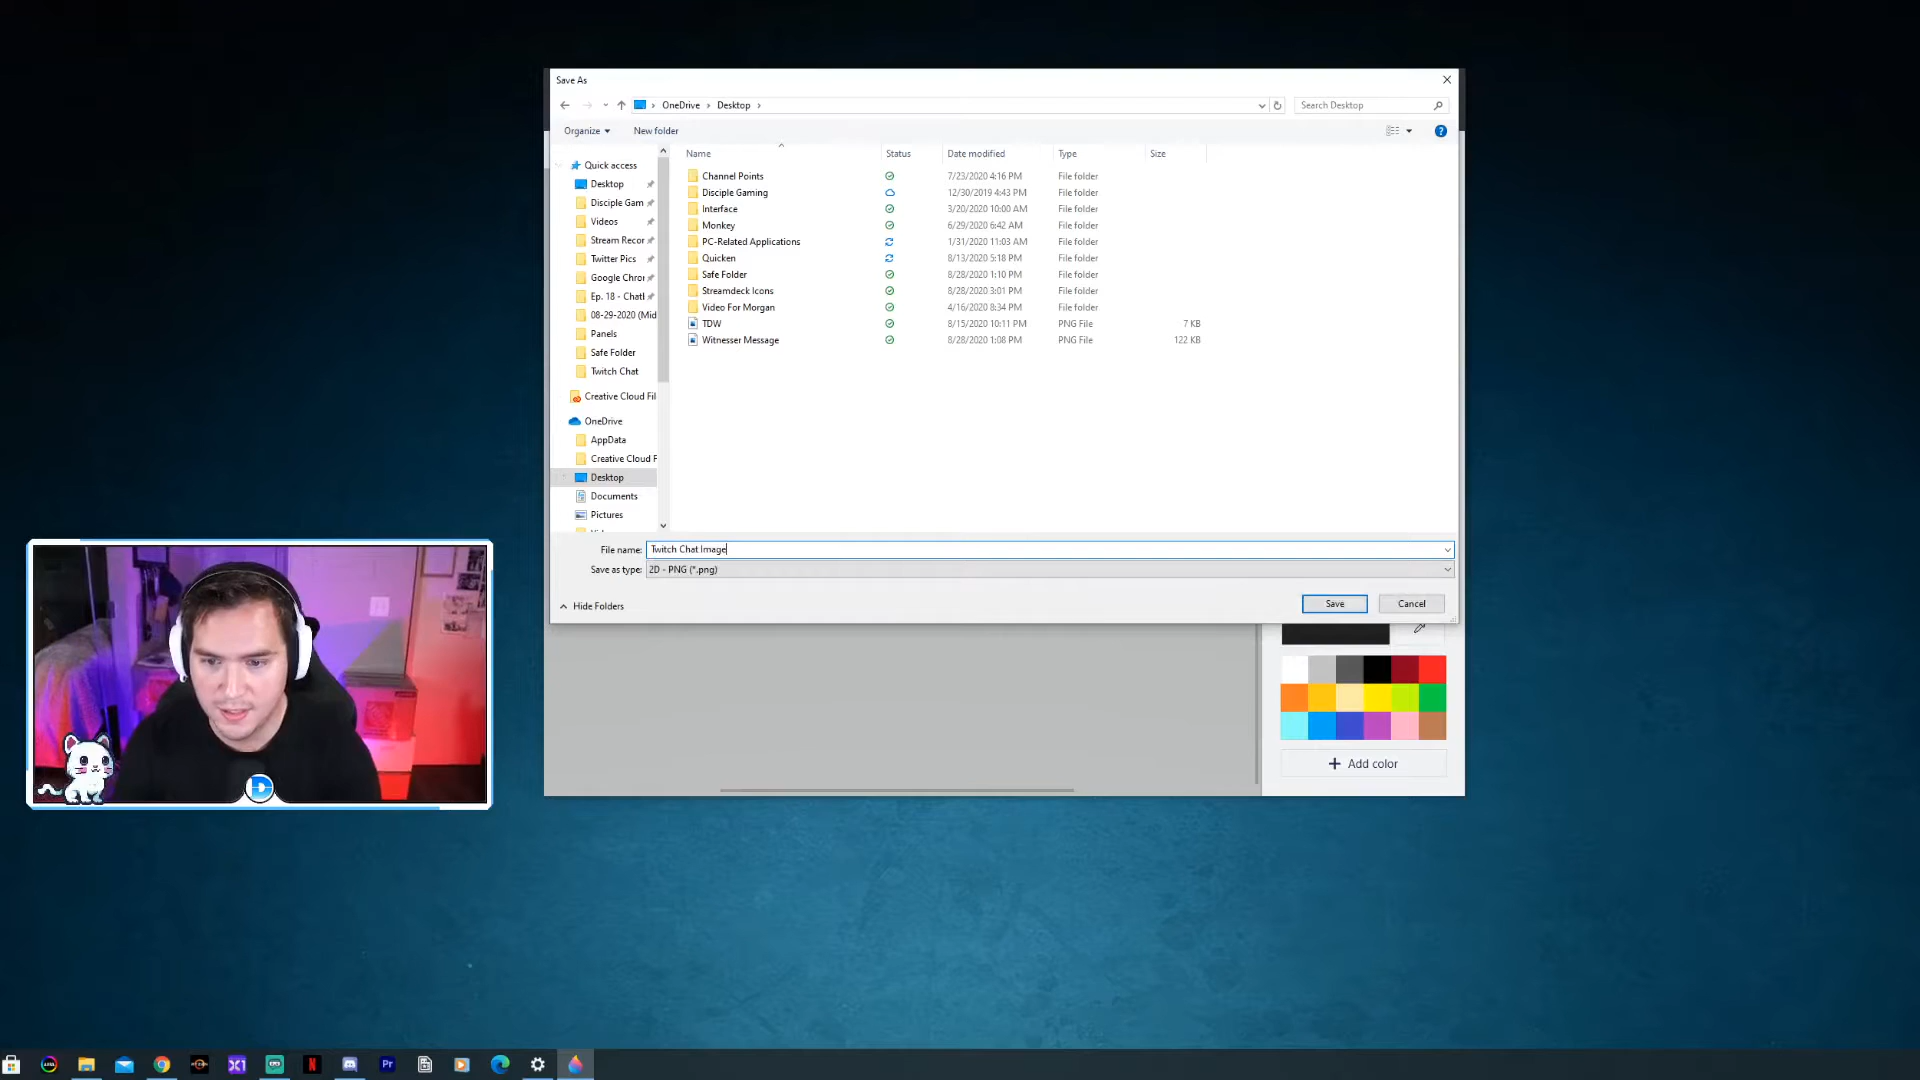 Save As
OneDrive > Desktop >
Search Desktop
Organize
New folder
Name Status Date modified Type Size
Quick access
Desktop
Disciple Gam
Videos
Stream Recor
Twitter Pics
Google Chror
Ep. 18 - Chatl
08-29-2020 (Mid
Panels
Safe Folder
Twitch Chat
Creative Cloud Fil
OneDrive
AppData
Creative Cloud F
Desktop
Documents
Pictures
Channel Points 7/23/2020 4:16 PM File folder
Disciple Gaming 12/30/2019 4:43 PM File folder
Interface 3/20/2020 10:00 AM File folder
Monkey 6/29/2020 6:42 AM File folder
PC-Related Applications 1/31/2020 11:03 AM File folder
Quicken 8/13/2020 5:18 PM File folder
Safe Folder 8/28/2020 1:10 PM File folder
Streamdeck Icons 8/28/2020 3:01 PM File folder
Video For Morgan 4/16/2020 8:34 PM File folder
TDW 8/15/2020 10:11 PM PNG File 7 KB
Witnesser Message 8/28/2020 1:08 PM PNG File 122 KB
File name: Twitch Chat Image
Save as type: 2D - PNG (*.png)
Hide Folders
Save
Cancel
+ Add color
N
Pr